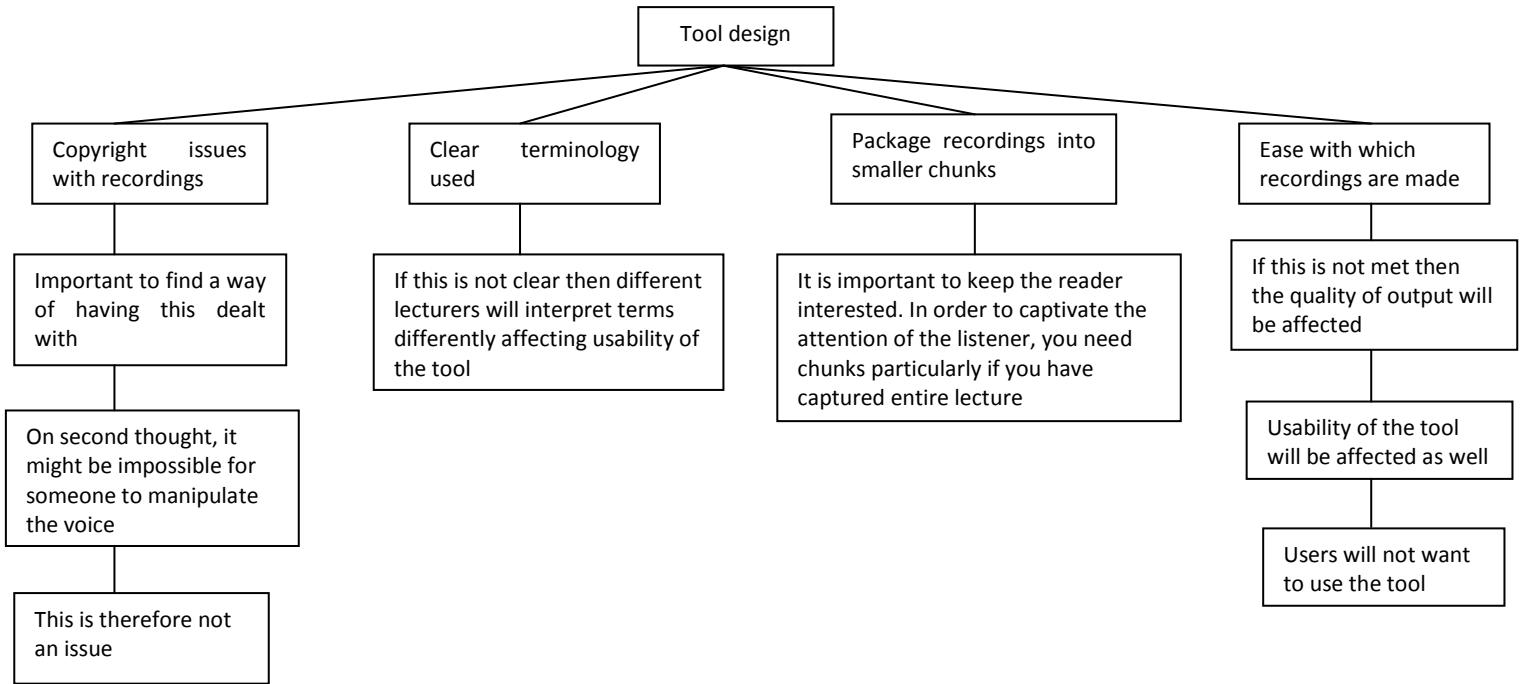 Tool design
Copyright issues
with recordings
Important to find a way
of having this dealt
with
On second thought, it
might be impossible for
someone to manipulate
the voice
This is therefore not
an issue
Clear terminology
used
If this is not clear then different
lecturers will interpret terms
differently affecting usability of
the tool
Package recordings into
smaller chunks
It is important to keep the reader
interested. In order to captivate the
attention of the listener, you need
chunks particularly if you have
captured entire lecture
Ease with which
recordings are made
If this is not met then
the quality of output will
be affected
Usability of the tool
will be affected as well
Users will not want
to use the tool